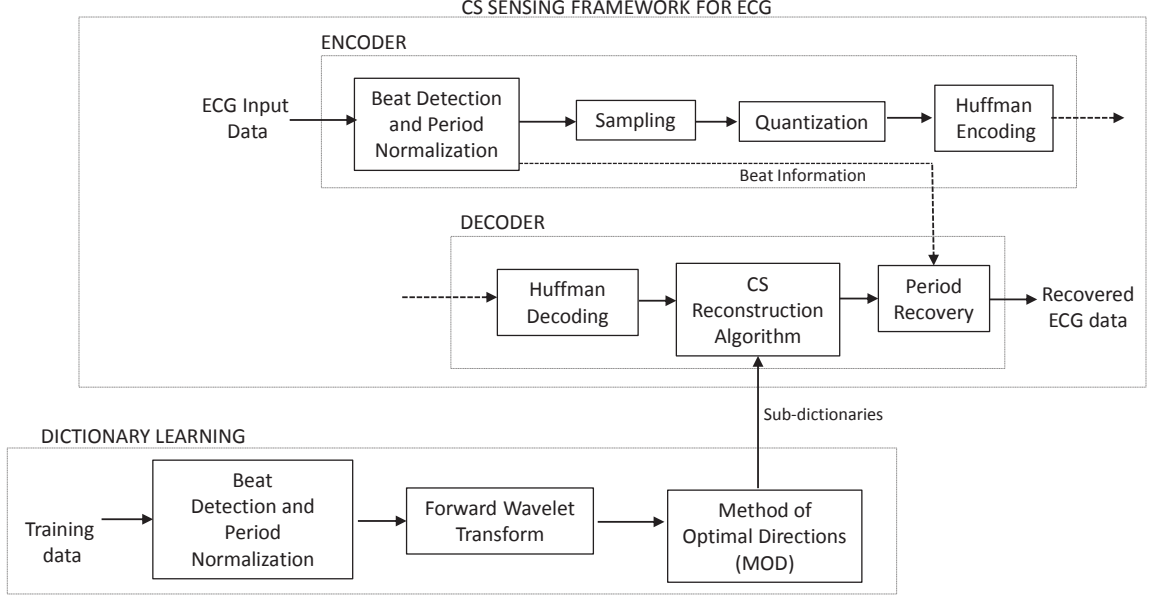 CS SENSING FRAMEWORK FOR ECG
ENCODER
ECG Input
Data
Beat Detection
and Period
Normalization
Sampling
Quantization
Huffman
Encoding
Beat Information
DECODER
Huffman
Decoding
CS
Reconstruction
Algorithm
Period
Recovery
Recovered
ECG data
Sub-dictionaries
DICTIONARY LEARNING
Training
data
Beat
Detection and
Period
Normalization
Forward Wavelet
Transform
Method of
Optimal Directions
(MOD)